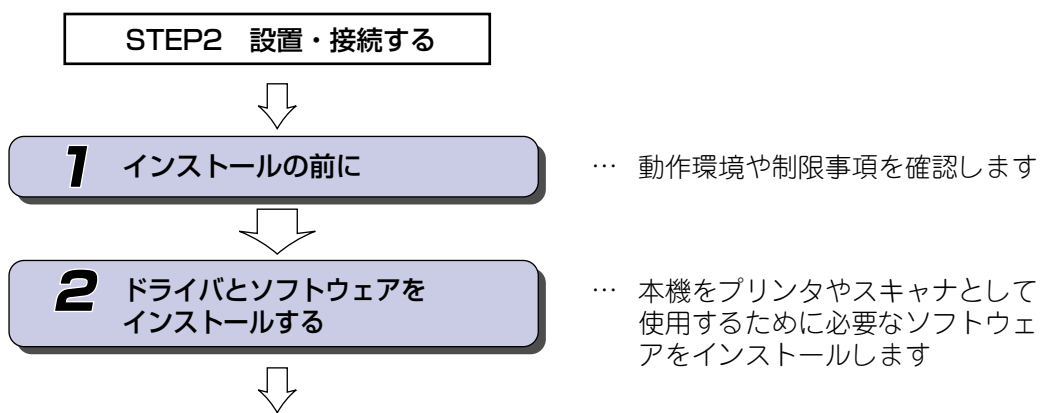 STEP2 設置・接続する
1 インストールの前に
… 動作環境や制限事項を確認します
2 ドライバとソフトウェアを
インストールする
… 本機をプリンタやスキャナとして
使用するために必要なソフトウェ
アをインストールします